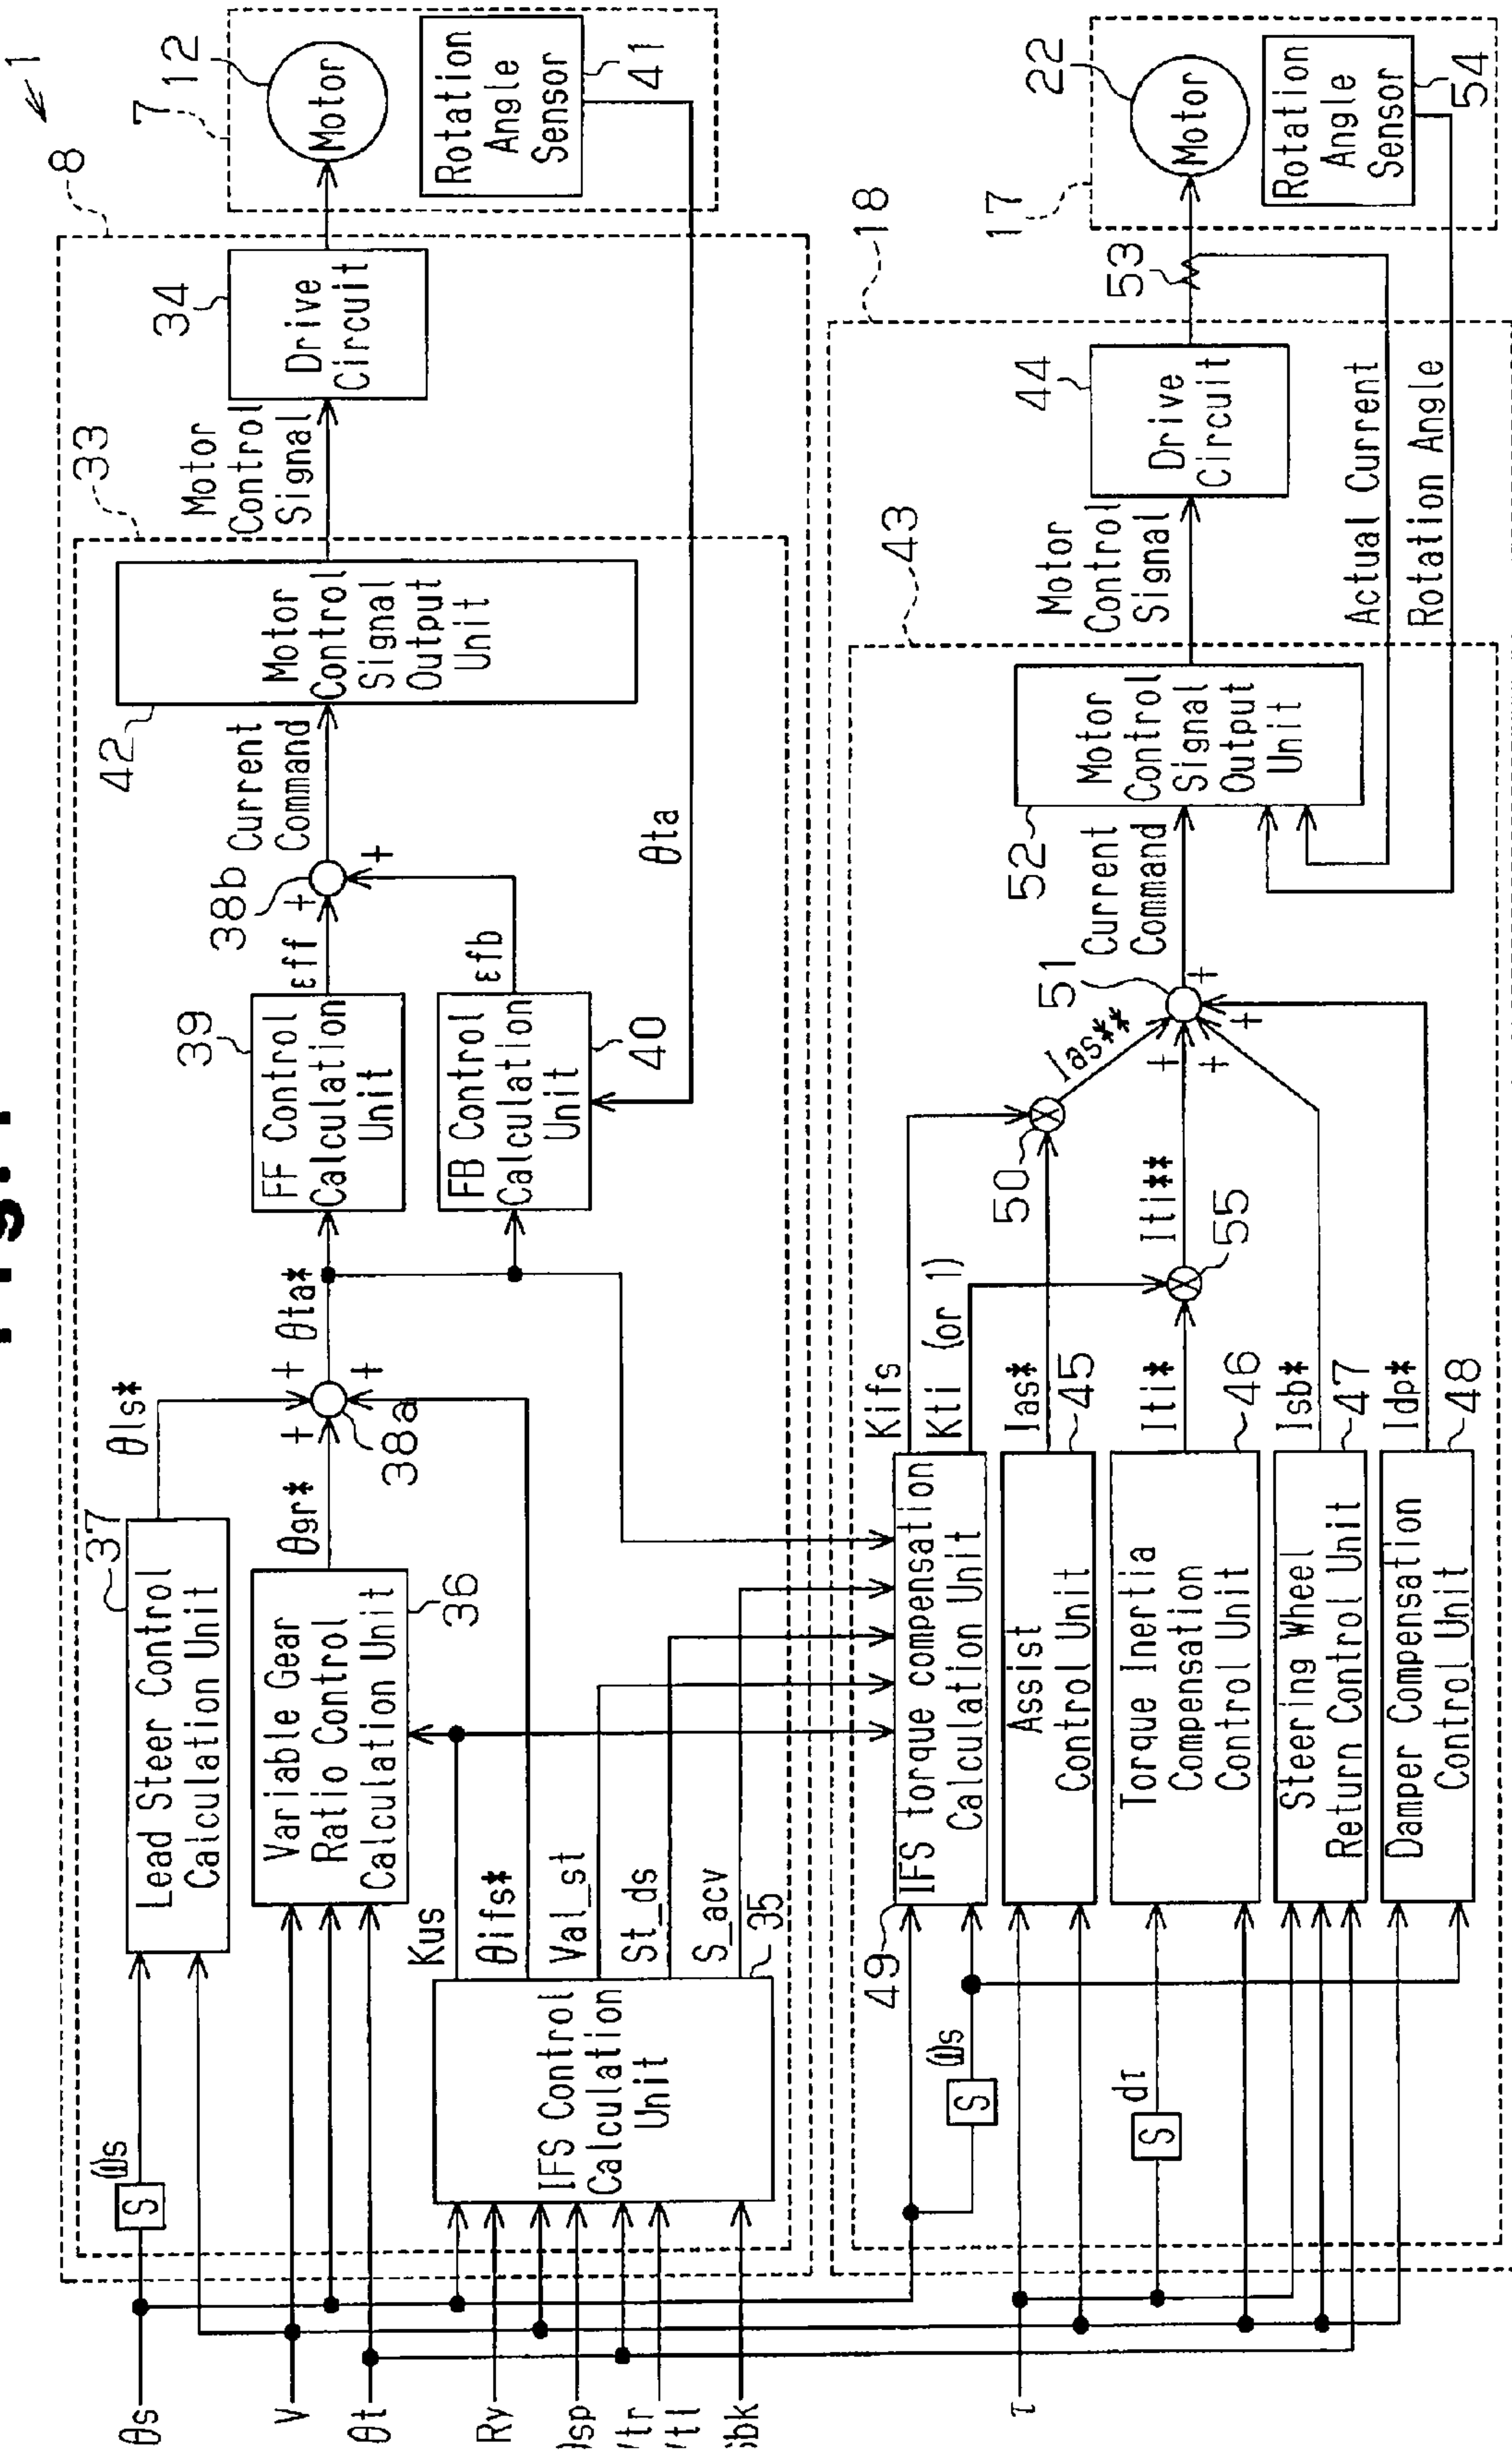 1
8
33
7
12
Motor
Rotation
Angle
Sensor
41
34
Drive
Circuit
Motor
Control
Signal
42
Motor
Control
Signal
Output
Unit
Current
Command
38b
+
+
θta
εff
εfb
39
FF Control
Calculation
Unit
FB Control
Calculation
Unit
40
θta*
θls*
+
+
+
38a
θgr*
37
Lead Steer Control
Calculation Unit
Variable Gear
Ratio Control
Calculation Unit
36
Kus
θifs*
Val_st
St_ds
S_acv
35
IFS Control
Calculation
Unit
ωs
S
θs
V
θt
Ry
18
43
17
22
Motor
Rotation
Angle
Sensor
54
53
44
Drive
Circuit
Actual Current
Rotation Angle
Motor
Control
Signal
52
Motor
Control
Signal
Output
Unit
Current
Command
51
+
+
+
+
Ias**
50
Iti**
55
Kifs
Kti (or 1)
Ias*
45
Iti*
46
Isb*
47
Idp*
48
IFS torque compensation
Calculation Unit
49
Assist
Control Unit
Torque Inertia
Compensation
Control Unit
Steering Wheel
Return Control Unit
Damper Compensation
Control Unit
ωs
S
dτ
S
τ